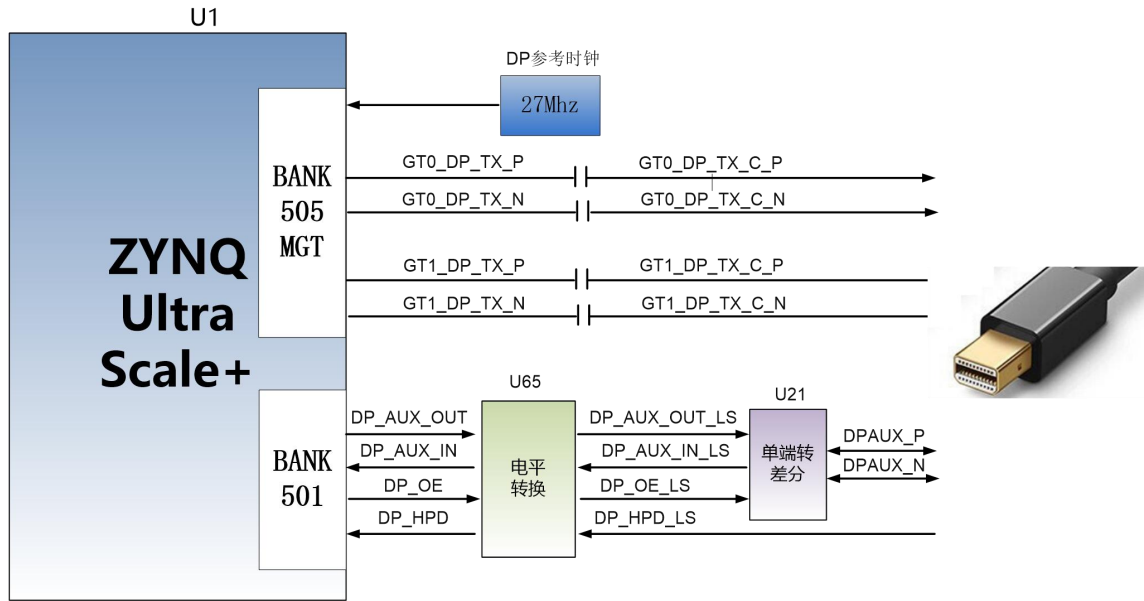 U1
DP参考时钟
27Mhz
BANK
505
MGT
GT0_DP_TX_P
GT0_DP_TX_C_P
GT0_DP_TX_N
GT0_DP_TX_C_N
GT1_DP_TX_P
GT1_DP_TX_C_P
GT1_DP_TX_N
GT1_DP_TX_C_N
ZYNQ
Ultra
Scale+
BANK
501
DP_AUX_OUT
DP_AUX_IN
DP_OE
DP_HPD
U65
电平
转换
DP_AUX_OUT_LS
DP_AUX_IN_LS
DP_OE_LS
DP_HPD_LS
U21
单端转
差分
DPAUX_P
DPAUX_N